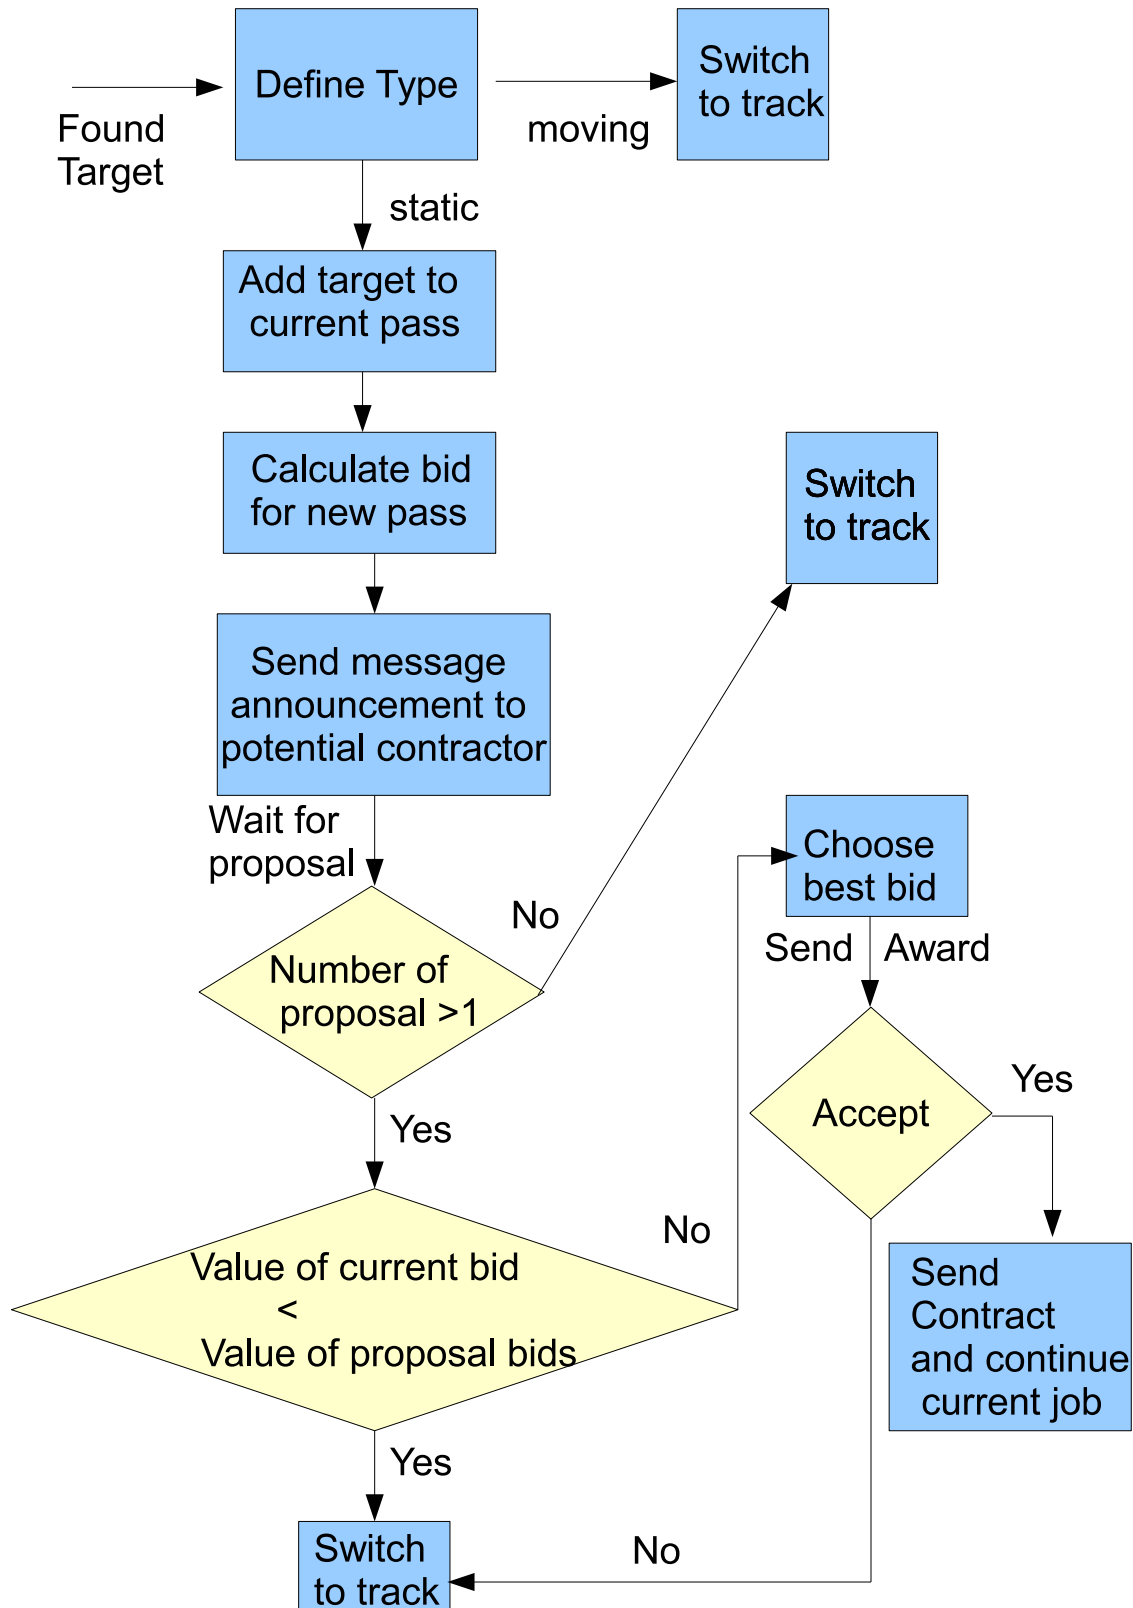 Define Type
Switch
to track
Found
Target
moving
static
Add target to
current pass
Calculate bid
for new pass
Switch
to track
Send message
announcement to
potential contractor
Wait for
proposal
No
Number of
proposal >1
Yes
Choose
best bid
Send Award
Accept
Yes
No
Value of current bid
<
Value of proposal bids
Send
Contract
and continue
current job
Yes
No
Switch
to track